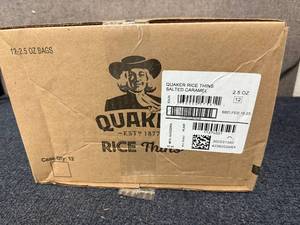 12-2.5 OZ BAGS
QUAKER RICE THINS
SALTED CARAMEL
2.5 OZ
12
QUAKER
EST 1877
RICE Thins
Case Qty: 12